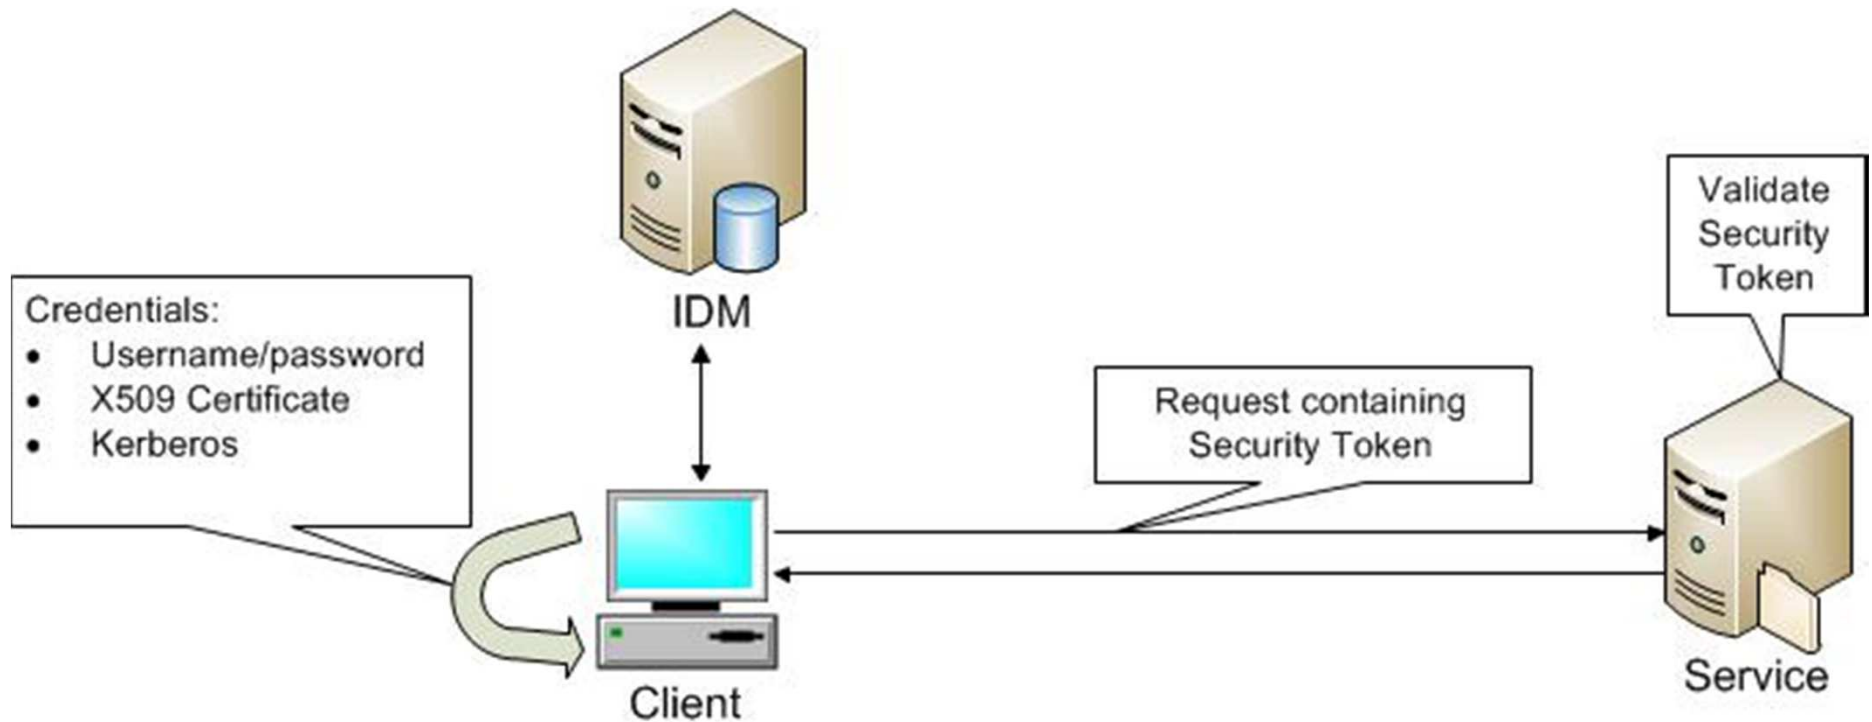 IDM
Credentials:
• Username/password
• X509 Certificate
• Kerberos
Request containing
Security Token
Validate
Security
Token
Client
Service